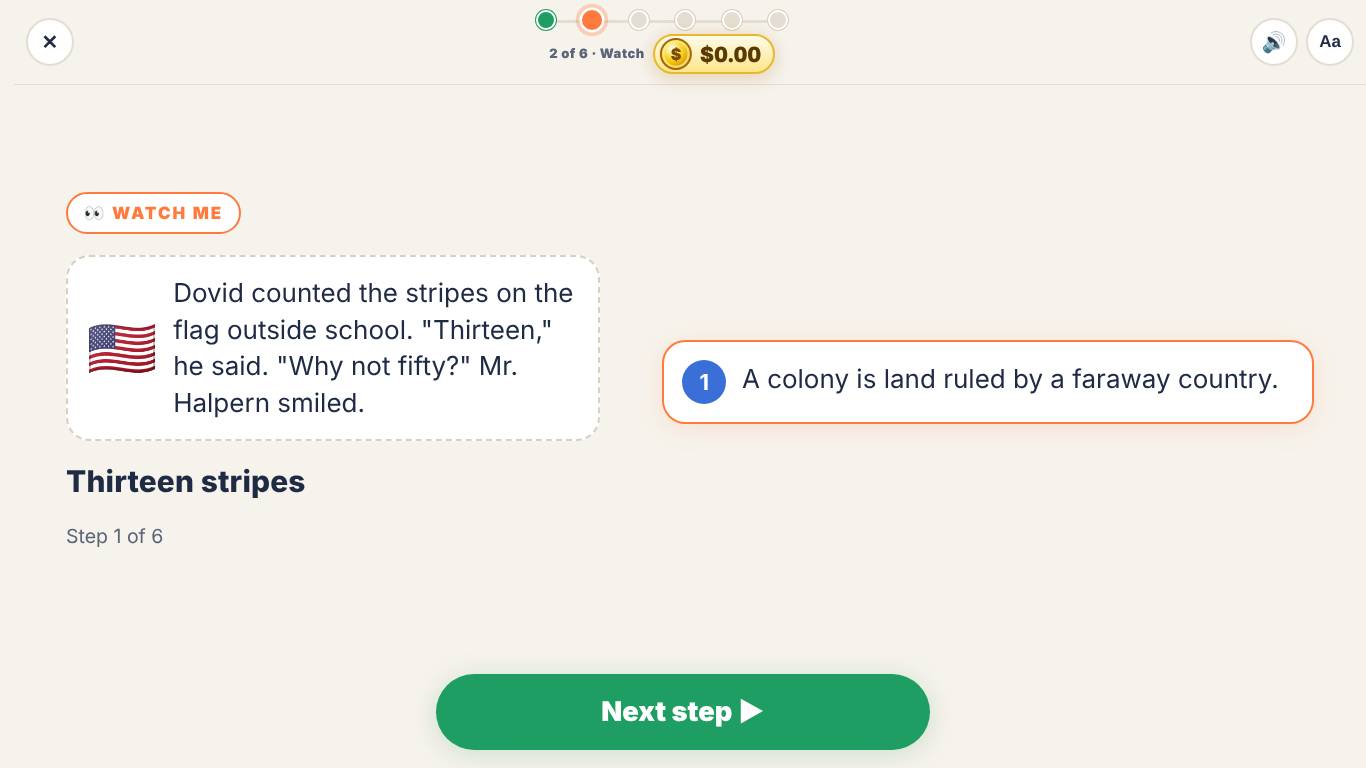 ✕
2 of 6 · Watch
$ $0.00
🔊
Aa
👀 WATCH ME
Dovid counted the stripes on the
flag outside school. "Thirteen,"
he said. "Why not fifty?" Mr.
Halpern smiled.
Thirteen stripes
Step 1 of 6
1 A colony is land ruled by a faraway country.
Next step ▶